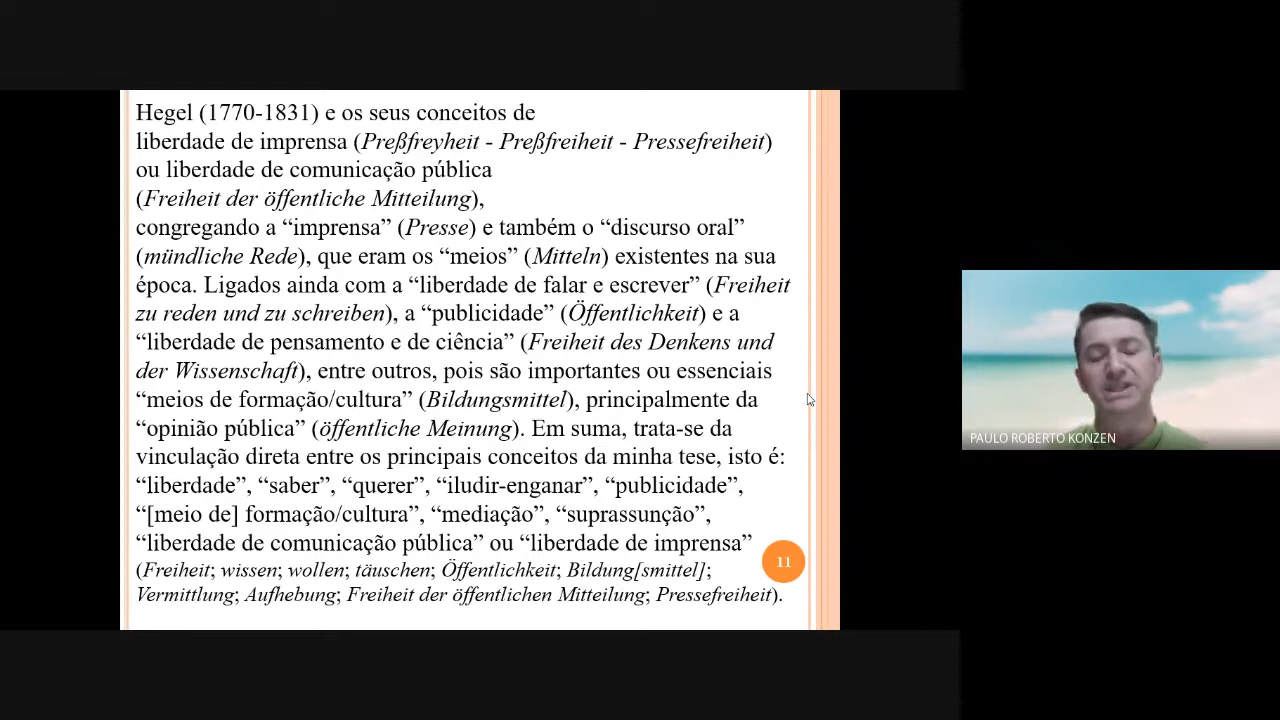 Hegel (1770-1831) e os seus conceitos de
liberdade de imprensa (Preßfreyheit - Preßfreiheit - Pressefreiheit)
ou liberdade de comunicação pública
(Freiheit der öffentliche Mitteilung),
congregando a “imprensa” (Presse) e também o “discurso oral”
(mündliche Rede), que eram os “meios” (Mitteln) existentes na sua
época. Ligados ainda com a “liberdade de falar e escrever” (Freiheit
zu reden und zu schreiben), a “publicidade” (Öffentlichkeit) e a
“liberdade de pensamento e de ciência” (Freiheit des Denkens und
der Wissenschaft), entre outros, pois são importantes ou essenciais
“meios de formação/cultura” (Bildungsmittel), principalmente da
“opinião pública” (öffentliche Meinung). Em suma, trata-se da
vinculação direta entre os principais conceitos da minha tese, isto é:
“liberdade”, “saber”, “querer”, “iludir-enganar”, “publicidade”,
“[meio de] formação/cultura”, “mediação”, “suprassunção”,
“liberdade de comunicação pública” ou “liberdade de imprensa”
(Freiheit; wissen; wollen; täuschen; Öffentlichkeit; Bildung[smittel];
Vermittlung; Aufhebung; Freiheit der öffentlichen Mitteilung; Pressefreiheit).
11
PAULO ROBERTO KONZEN